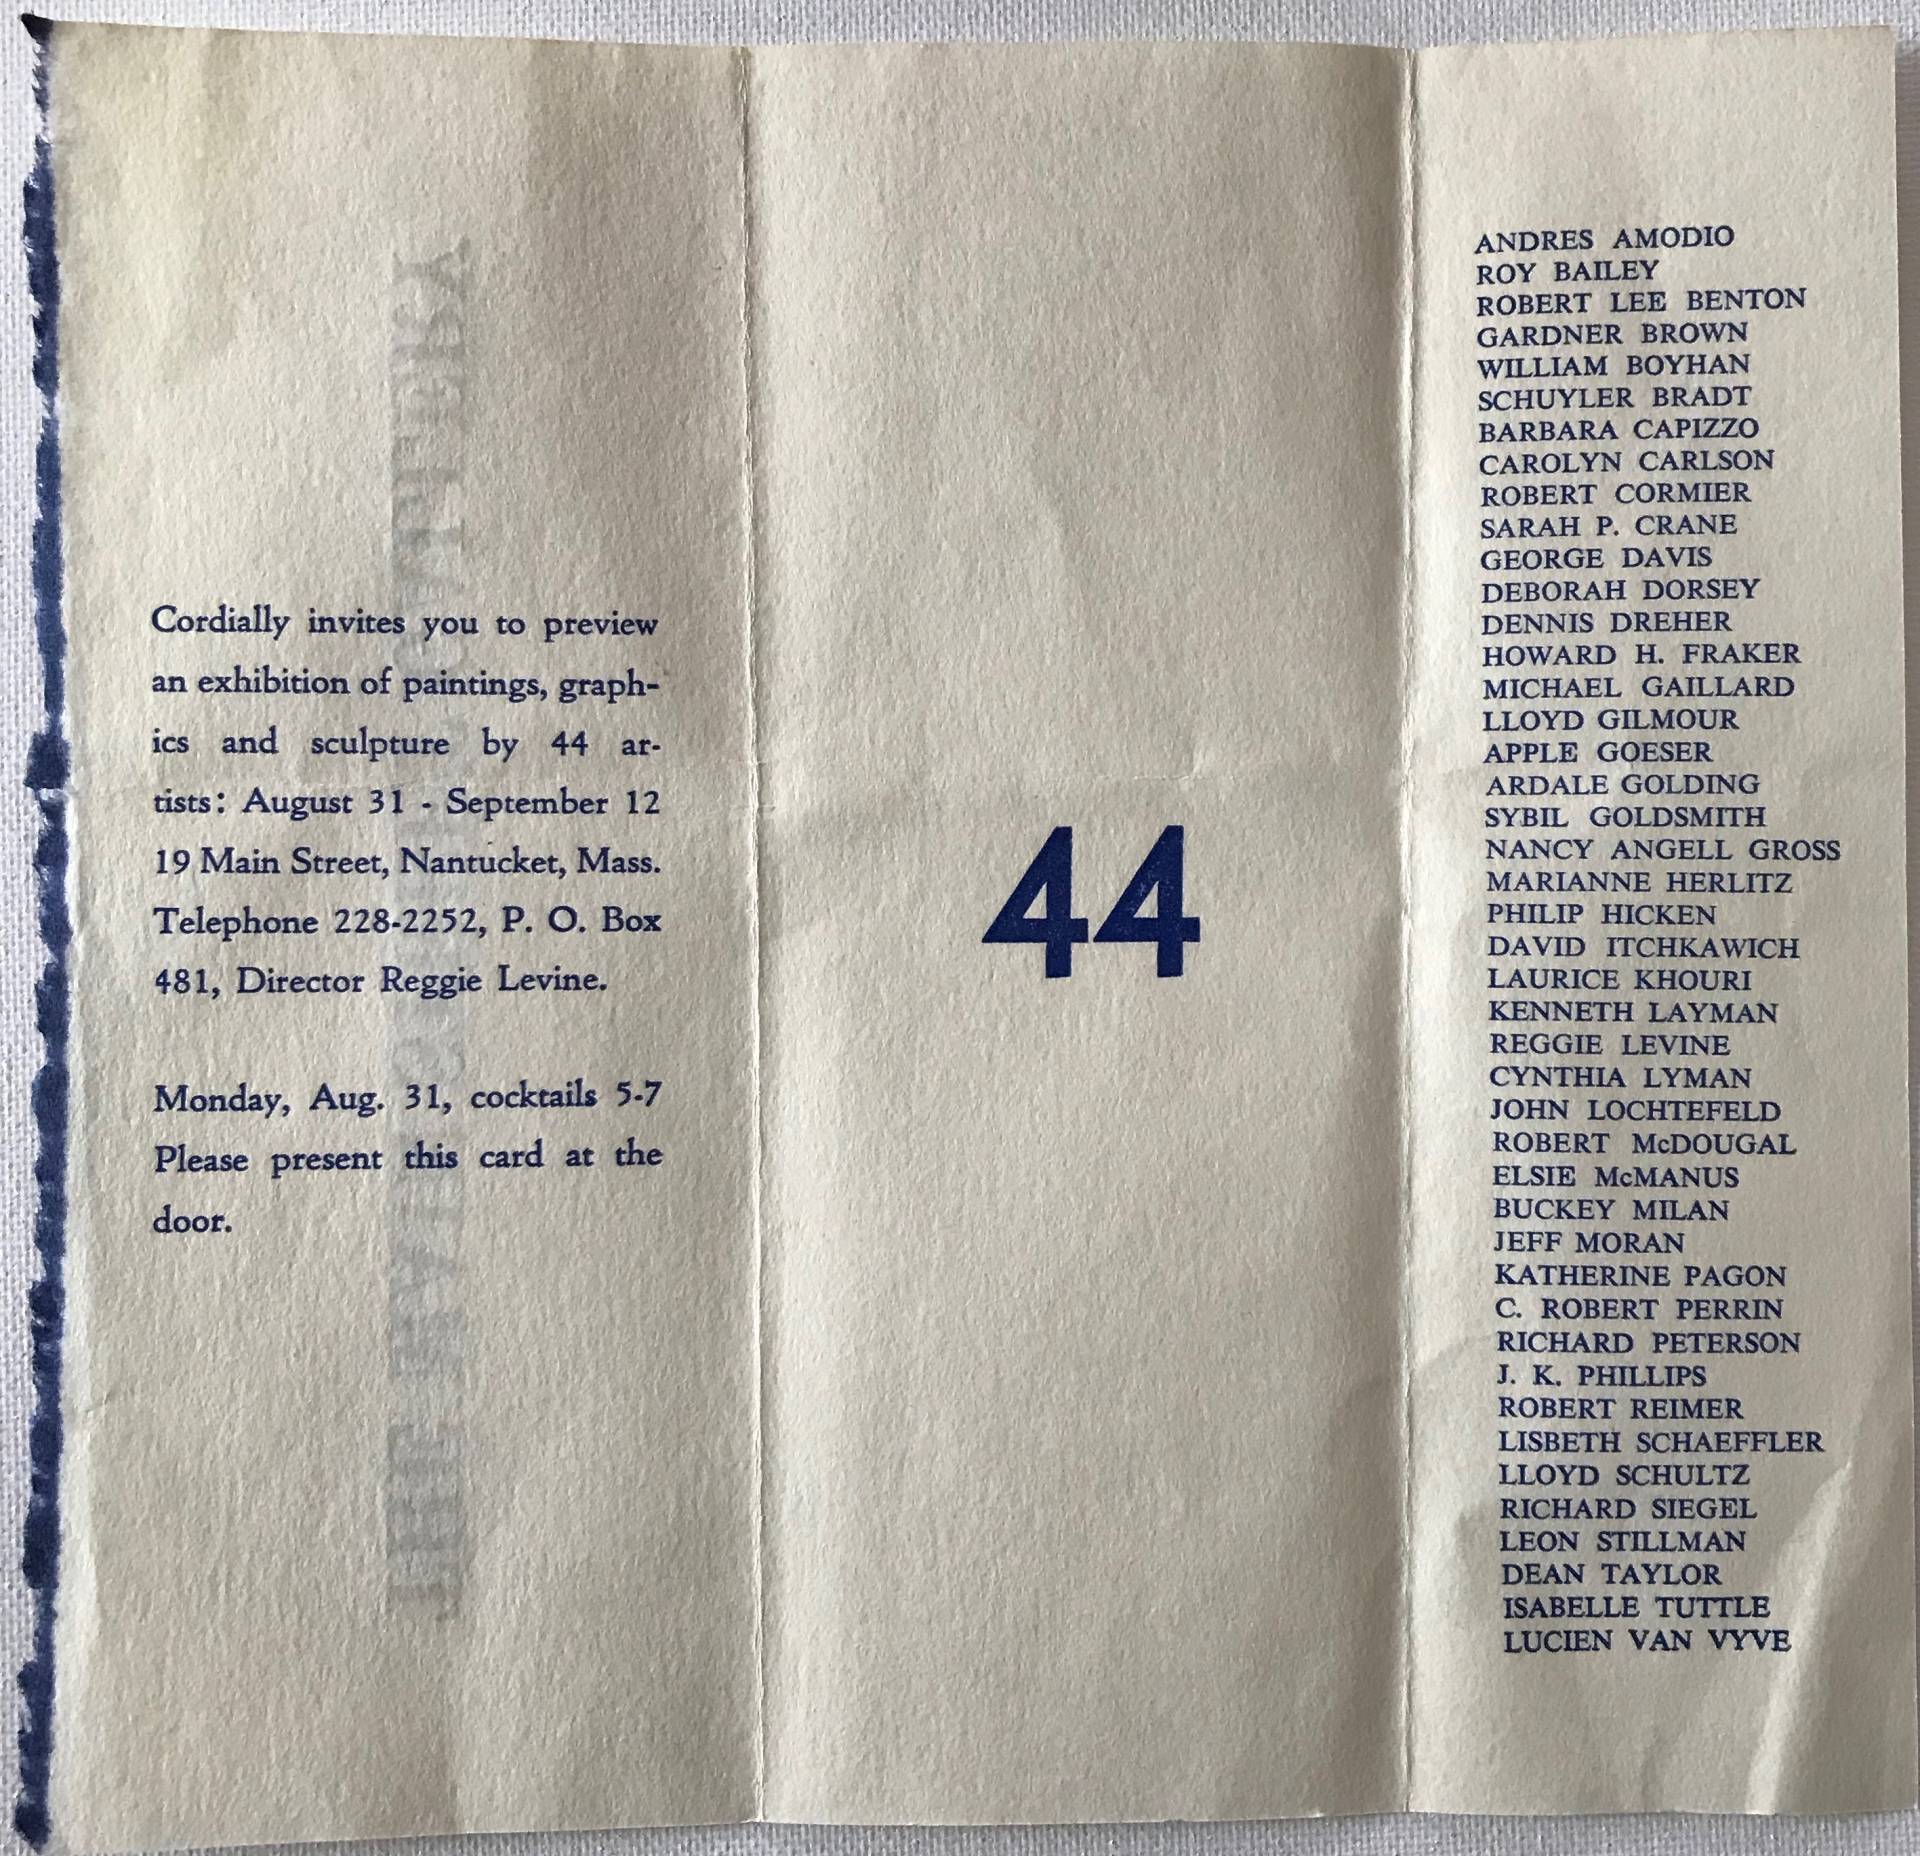 Cordially invites you to preview
an exhibition of paintings, graph-
ics and sculpture by 44 ar-
tists: August 31 - September 12
19 Main Street, Nantucket, Mass.
Telephone 228-2252, P. O. Box
481, Director Reggie Levine.
Monday, Aug. 31, cocktails 5-7
Please present this card at the
door.
44
ANDRES AMODIO
ROY BAILEY
ROBERT LEE BENTON
GARDNER BROWN
WILLIAM BOYHAN
SCHUYLER BRADT
BARBARA CAPIZZO
CAROLYN CARLSON
ROBERT CORMIER
SARAH P. CRANE
GEORGE DAVIS
DEBORAH DORSEY
DENNIS DREHER
HOWARD H. FRAKER
MICHAEL GAILLARD
LLOYD GILMOUR
APPLE GOESER
ARDALE GOLDING
SYBIL GOLDSMITH
NANCY ANGELL GROSS
MARIANNE HERLITZ
PHILIP HICKEN
DAVID ITCHKAWICH
LAURICE KHOURI
KENNETH LAYMAN
REGGIE LEVINE
CYNTHIA LYMAN
JOHN LOCHTEFELD
ROBERT McDOUGAL
ELSIE McMANUS
BUCKEY MILAN
JEFF MORAN
KATHERINE PAGON
C. ROBERT PERRIN
RICHARD PETERSON
J. K. PHILLIPS
ROBERT REIMER
LISBETH SCHAEFFLER
LLOYD SCHULTZ
RICHARD SIEGEL
LEON STILLMAN
DEAN TAYLOR
ISABELLE TUTTLE
LUCIEN VAN VYVE